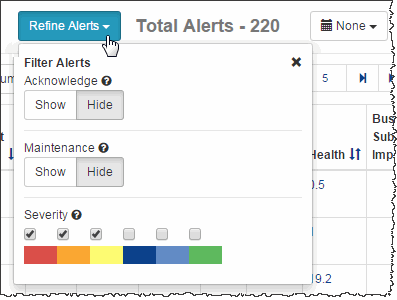 Refine Alerts
Total Alerts - 220
None
Filter Alerts
Acknowledge
Show Hide
Maintenance
Show Hide
Severity
5
Bus
Sub
Imp
Health
0.5
19.2